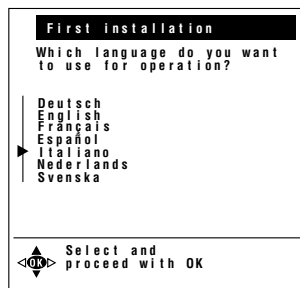 First installation
Which language do you want
to use for operation?
Deutsch
English
Français
Español
Italiano
Nederlands
Svenska
Select and
OK proceed with OK